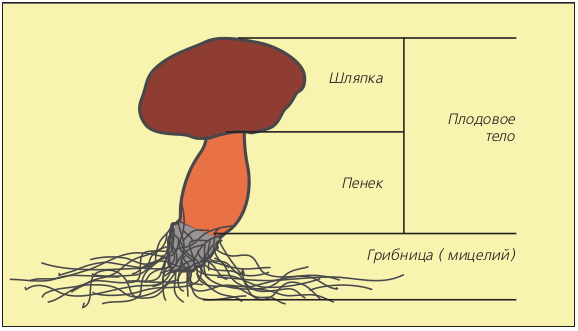 Шляпка
Плодовое
тело
Пенек
Грибница ( мицелий)